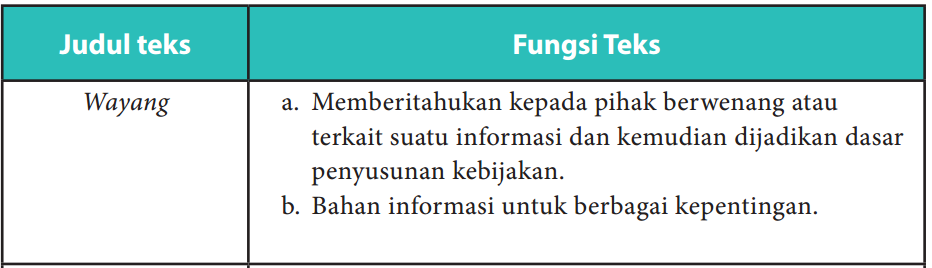 Judul teks
Fungsi Teks
Wayang
a. Memberitahukan kepada pihak berwenang atau
terkait suatu informasi dan kemudian dijadikan dasar
penyusunan kebijakan.
b. Bahan informasi untuk berbagai kepentingan.